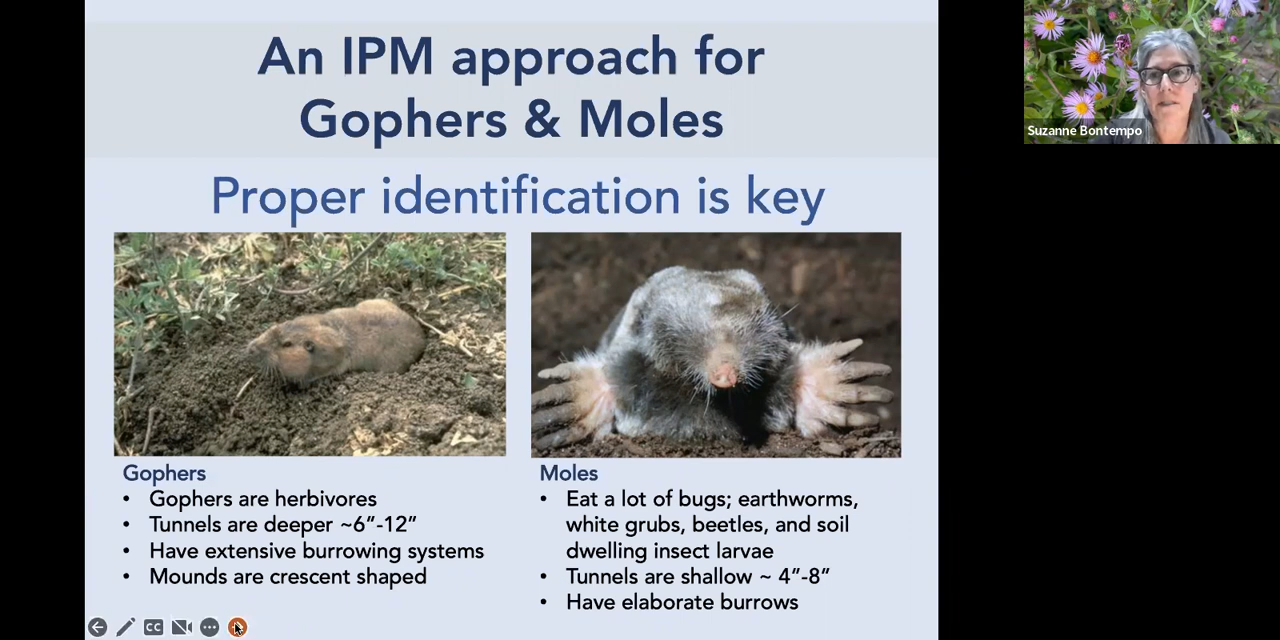 An IPM approach for
Gophers & Moles
Proper identification is key
Suzanne Bontempo
Gophers
• Gophers are herbivores
• Tunnels are deeper ~6”-12”
• Have extensive burrowing systems
• Mounds are crescent shaped
Moles
• Eat a lot of bugs; earthworms,
white grubs, beetles, and soil
dwelling insect larvae
• Tunnels are shallow ~ 4”-8”
• Have elaborate burrows
CC